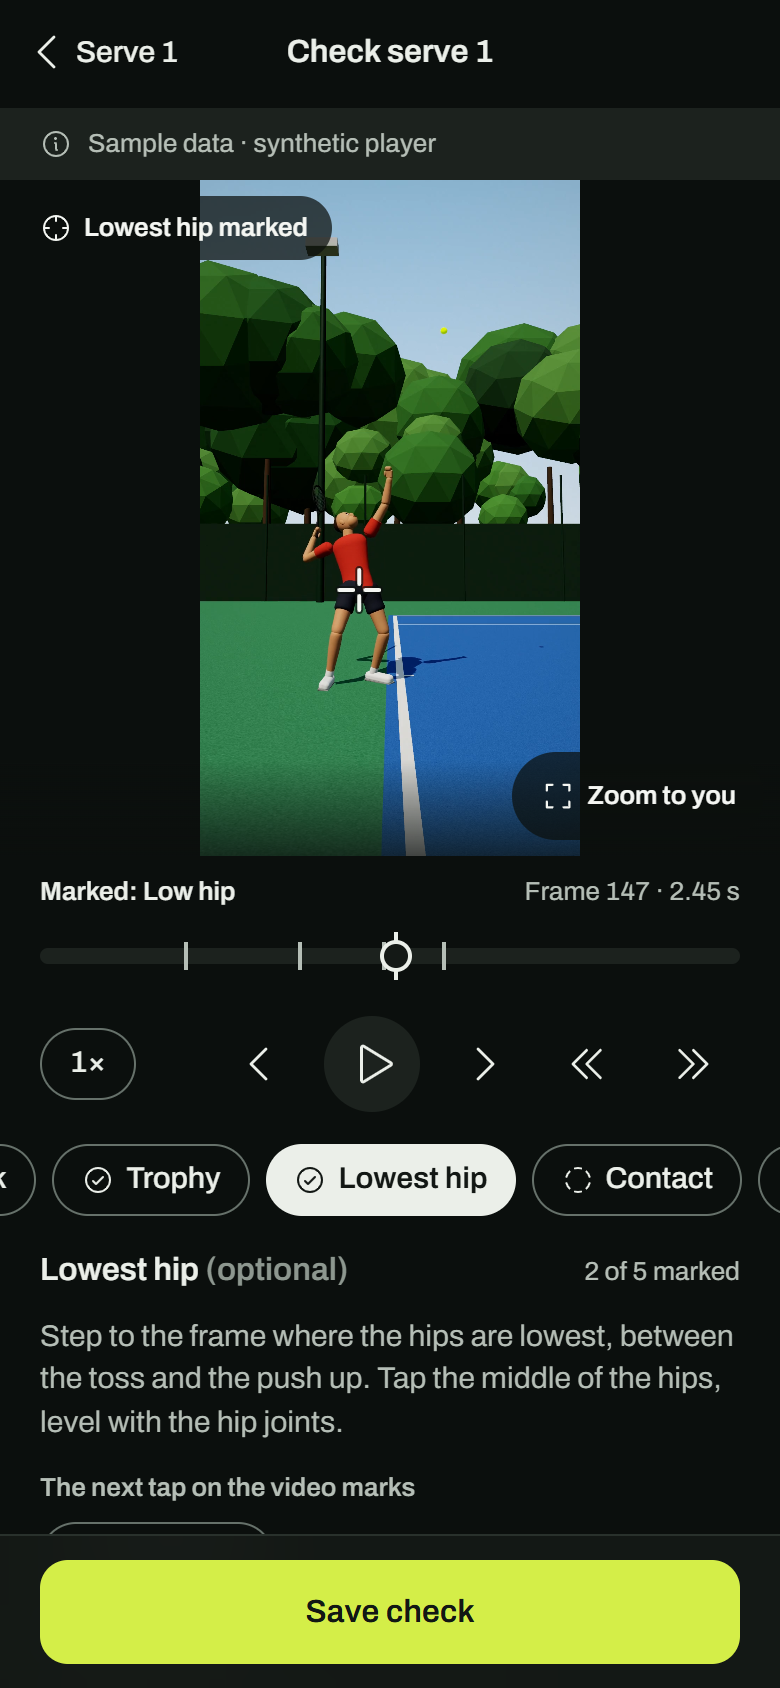 Serve 1
Check serve 1
Sample data · synthetic player
Lowest hip marked
Zoom to you
Marked: Low hip
Frame 147 · 2.45 s
1×
Trophy
Lowest hip
Contact
Lowest hip (optional)
2 of 5 marked
Step to the frame where the hips are lowest, between
the toss and the push up. Tap the middle of the hips,
level with the hip joints.
The next tap on the video marks
Save check